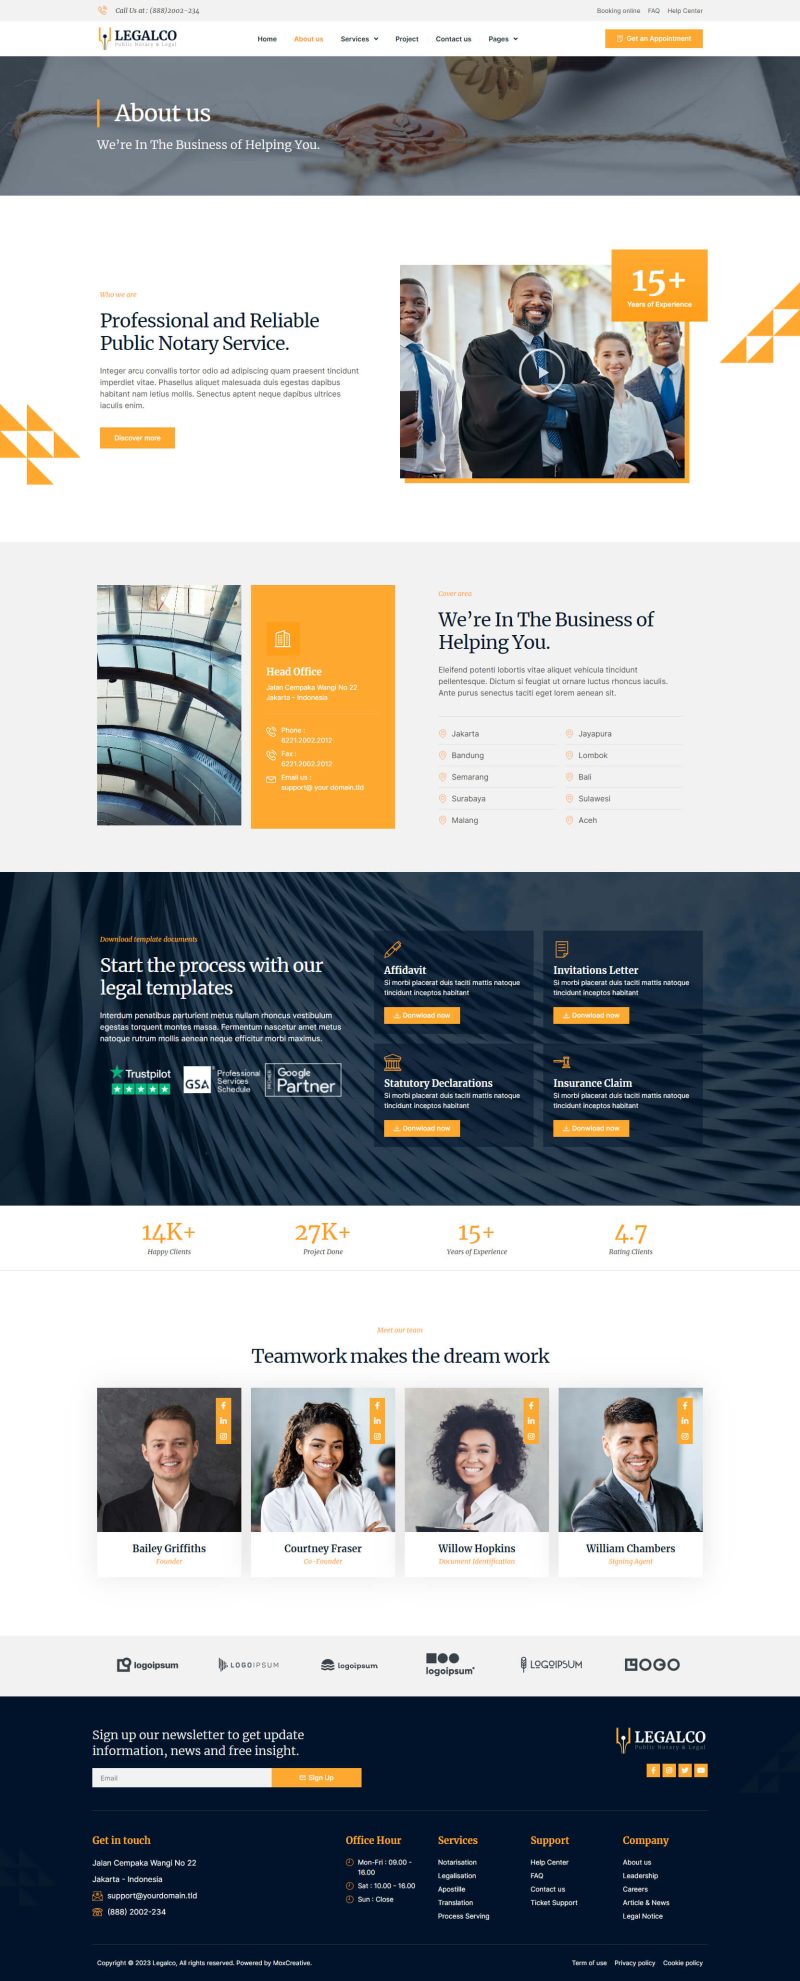 Call Us at : (888)2002-234
Booking online FAQ Help Center
LEGALCO
Public Notary & Legal
Home About us Services Project Contact us Pages
Get an Appointment
About us
We're In The Business of Helping You.
15+
Years of Experience
Who we are
Professional and Reliable
Public Notary Service.
Integer arcu convallis tortor odio ad adipiscing quam praesent tincidunt
imperdiet vitae. Phasellus aliquet malesuada duis egestas dapibus
habitant nam letius mollis. Senectus aptent neque dapibus ultrices
iaculis enim.
Discover more
Head Office
Jalan Cempaka Wangi No 22
Jakarta - Indonesia
Phone :
6221.2002.2012
Fax :
6221.2002.2012
Email us :
support@ your domain.tld
Cover area
We're In The Business of
Helping You.
Eleifend potenti lobortis vitae aliquet vehicula tincidunt
pellentesque. Dictum si feugiat ut ornare luctus rhoncus iaculis.
Ante purus senectus taciti eget lorem aenean sit.
Jakarta
Jayapura
Bandung
Lombok
Semarang
Bali
Surabaya
Sulawesi
Malang
Aceh
Download template documents
Start the process with our
legal templates
Interdum penatibus parturient metus nullam rhoncus vestibulum
egestas torquent montes massa. Fermentum nascetur amet metus
natoque rutrum mollis aenean neque efficitur morbi maximus.
Trustpilot
GSA
Professional
Services
Schedule
PREMIER
Google
Partner
Affidavit
Si morbi placerat duis taciti mattis natoque
tincidunt inceptos habitant
Donwload now
Invitations Letter
Si morbi placerat duis taciti mattis natoque
tincidunt inceptos habitant
Donwload now
Statutory Declarations
Si morbi placerat duis taciti mattis natoque
tincidunt inceptos habitant
Donwload now
Insurance Claim
Si morbi placerat duis taciti mattis natoque
tincidunt inceptos habitant
Donwload now
14K+
Happy Clients
27K+
Project Done
15+
Years of Experience
4.7
Rating Clients
Meet our team
Teamwork makes the dream work
Bailey Griffiths
Founder
Courtney Fraser
Co-Founder
Willow Hopkins
Document Identification
William Chambers
Signing Agent
logoipsum
LOGOIPSUM
logoipsum
logoipsum
LOGOIPSUM
LOGO
Sign up our newsletter to get update
information, news and free insight.
Email
Sign Up
LEGALCO
Public Notary & Legal
Get in touch
Jalan Cempaka Wangi No 22
Jakarta - Indonesia
support@yourdomain.tld
(888) 2002-234
Office Hour
Mon-Fri : 09.00 -
16.00
Sat : 10.00 - 16.00
Sun : Close
Services
Notarisation
Legalisation
Apostille
Translation
Process Serving
Support
Help Center
FAQ
Contact us
Ticket Support
Company
About us
Leadership
Careers
Article & News
Legal Notice
Copyright © 2023 Legalco, All rights reserved. Powered by MoxCreative.
Term of use Privacy policy Cookie policy